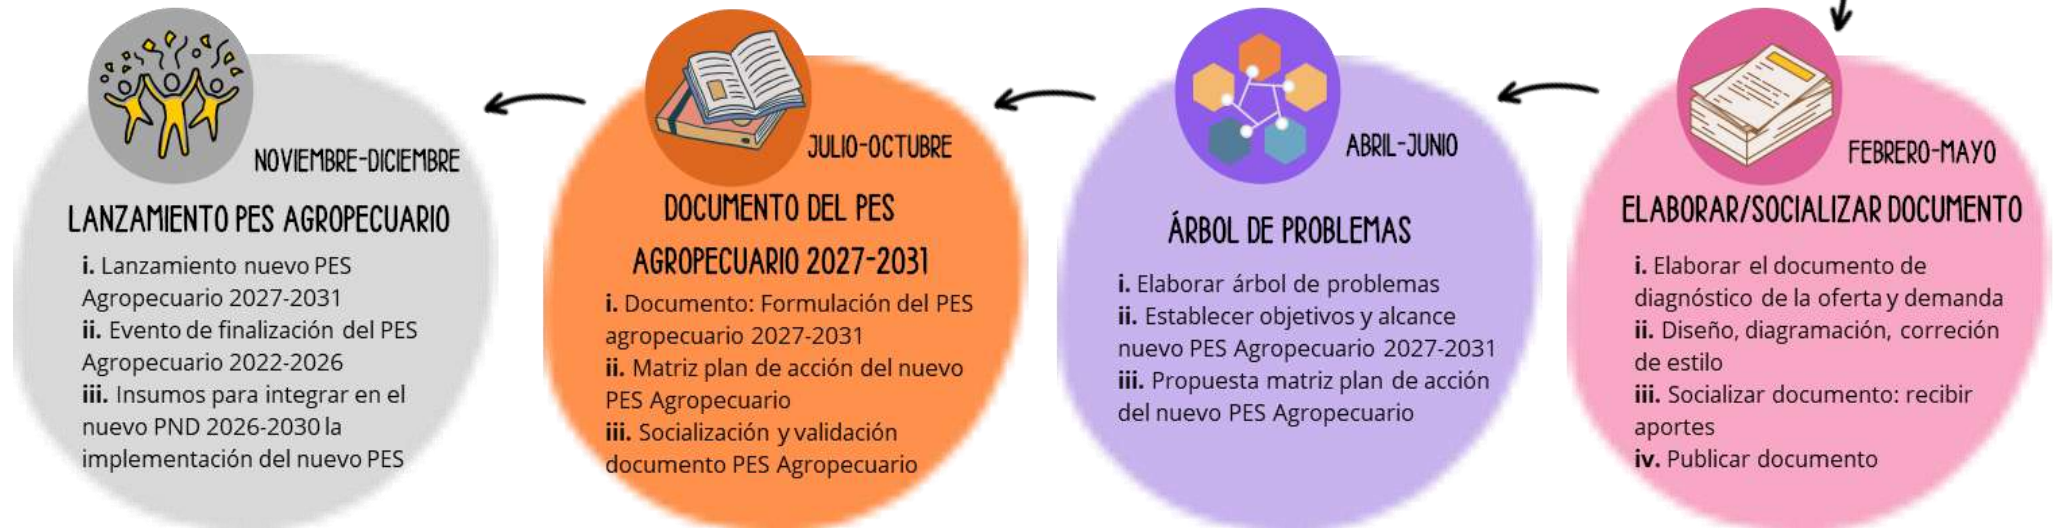 NOVIEMBRE-DICIEMBRE
LANZAMIENTO PES AGROPECUARIO
i. Lanzamiento nuevo PES
Agropecuario 2027-2031
ii. Evento de finalización del PES
Agropecuario 2022-2026
iii. Insumos para integrar en el
nuevo PND 2026-2030 la
implementación del nuevo PES
JULIO-OCTUBRE
DOCUMENTO DEL PES
AGROPECUARIO 2027-2031
i. Documento: Formulación del PES
agropecuario 2027-2031
ii. Matriz plan de acción del nuevo
PES Agropecuario
iii. Socialización y validación
documento PES Agropecuario
ABRIL-JUNIO
ÁRBOL DE PROBLEMAS
i. Elaborar árbol de problemas
ii. Establecer objetivos y alcance
nuevo PES Agropecuario 2027-2031
iii. Propuesta matriz plan de acción
del nuevo PES Agropecuario
FEBRERO-MAYO
ELABORAR/SOCIALIZAR DOCUMENTO
i. Elaborar el documento de
diagnóstico de la oferta y demanda
ii. Diseño, diagramación, correción
de estilo
iii. Socializar documento: recibir
aportes
iv. Publicar documento